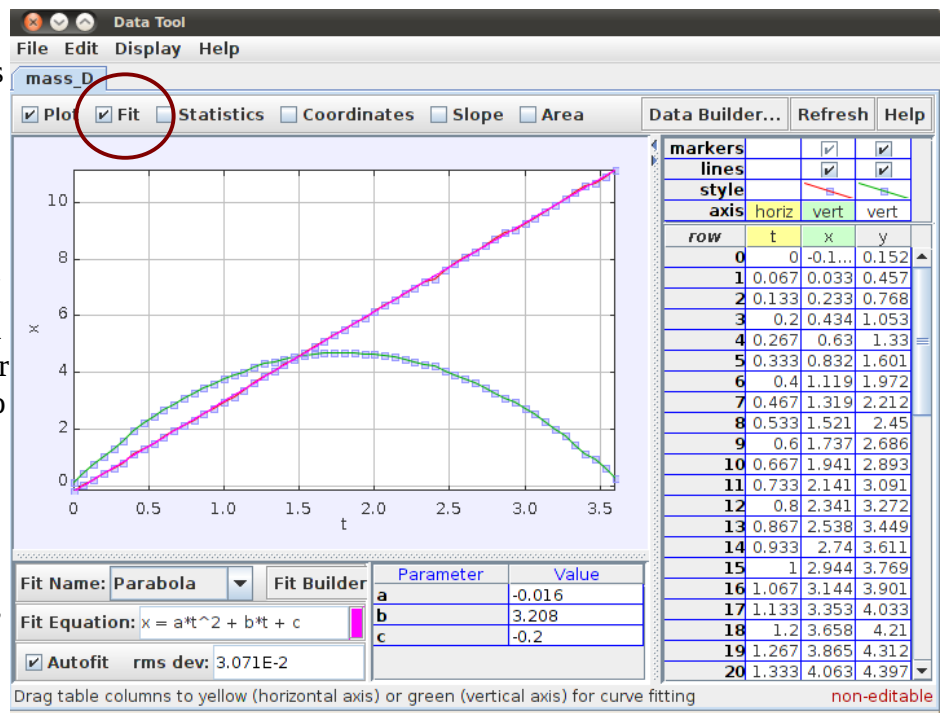 Data Tool
File Edit Display Help
s
mass_D
Plot Fit Statistics Coordinates Slope Area Data Builder... Refresh Help
markers
lines
style
axis horiz vert vert
row t x y
0 0 -0.1... 0.152
1 0.067 0.033 0.457
2 0.133 0.233 0.768
3 0.2 0.434 1.053
4 0.267 0.63 1.33
5 0.333 0.832 1.601
6 0.4 1.119 1.972
7 0.467 1.319 2.212
8 0.533 1.521 2.45
9 0.6 1.737 2.686
10 0.667 1.941 2.893
11 0.733 2.141 3.091
12 0.8 2.341 3.272
13 0.867 2.538 3.449
14 0.933 2.74 3.611
15 1 2.944 3.769
16 1.067 3.144 3.901
17 1.133 3.353 4.033
18 1.2 3.658 4.21
19 1.267 3.865 4.312
20 1.333 4.063 4.397
10
8
6
x
r
4
2
0
0 0.5 1.0 1.5 2.0 2.5 3.0 3.5
t
Fit Name: Parabola Fit Builder
Fit Equation: x = a*t^2 + b*t + c
Autofit rms dev: 3.071E-2
Parameter Value
a -0.016
b 3.208
c -0.2
Drag table columns to yellow (horizontal axis) or green (vertical axis) for curve fitting non-editable